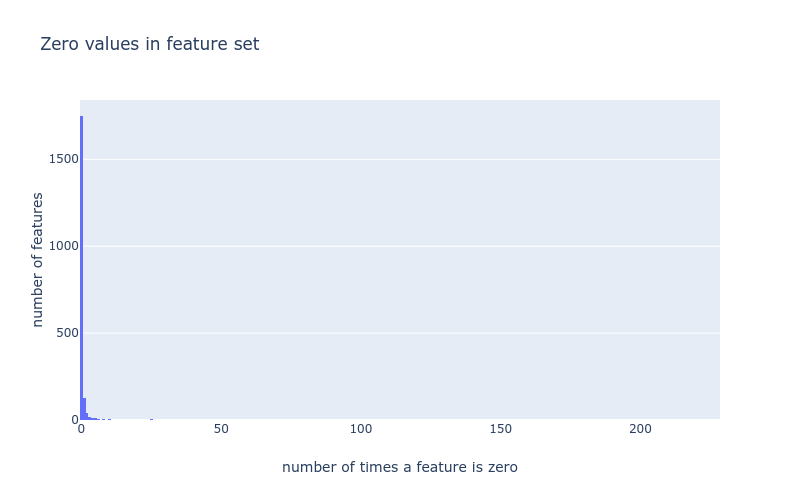 Zero values in feature set
number of features
1500
1000
500
0
0 50 100 150 200
number of times a feature is zero